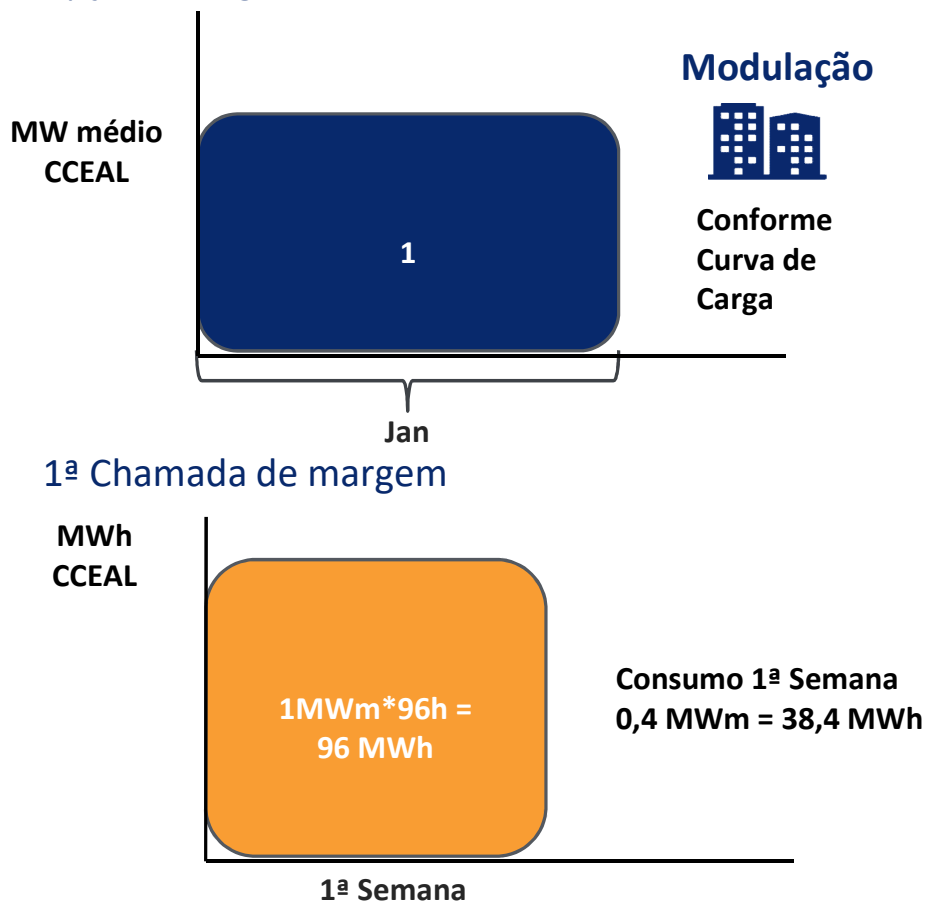 Modulação
MW médio
CCEAL
1
Conforme
Curva de
Carga
Jan
1ª Chamada de margem
MWh
CCEAL
1MWm*96h =
96 MWh
Consumo 1ª Semana
0,4 MWm = 38,4 MWh
1ª Semana